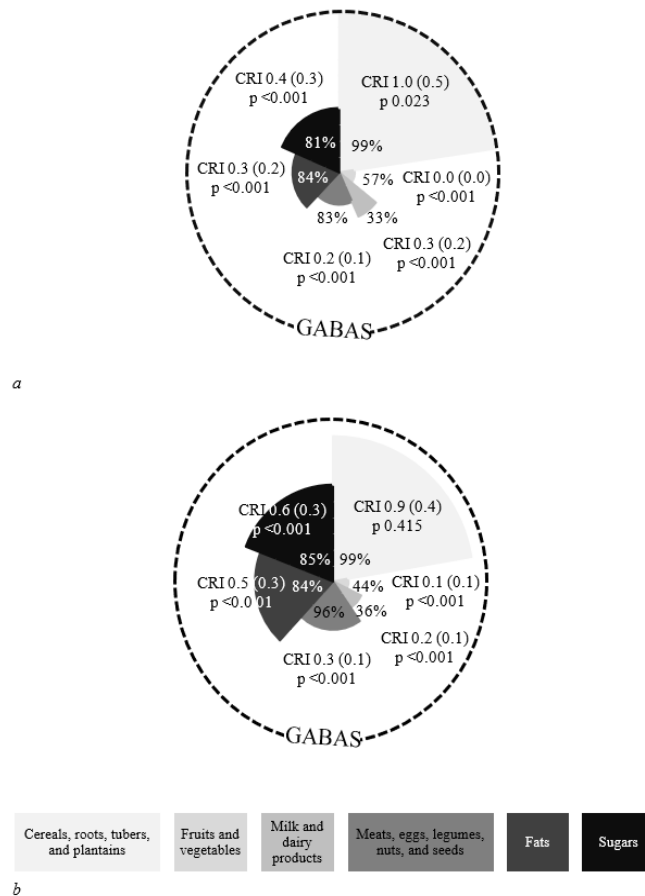 CRI 0.4 (0.3)
p <0.001
CRI 1.0 (0.5)
p 0.023
81%
99%
CRI 0.3 (0.2)
p <0.001
84%
57%
CRI 0.0 (0.0)
p <0.001
83%
33%
CRI 0.2 (0.1)
p <0.001
CRI 0.3 (0.2)
p <0.001
GABAS
a
CRI 0.6 (0.3)
p <0.001
CRI 0.9 (0.4)
p 0.415
85%
99%
CRI 0.5 (0.3)
p <0.001
84%
44%
CRI 0.1 (0.1)
p <0.001
96%
36%
CRI 0.3 (0.1)
p <0.001
CRI 0.2 (0.1)
p <0.001
GABAS
Cereals, roots, tubers,
and plantains
Fruits and
vegetables
Milk and
dairy
products
Meats, eggs, legumes,
nuts, and seeds
Fats
Sugars
b